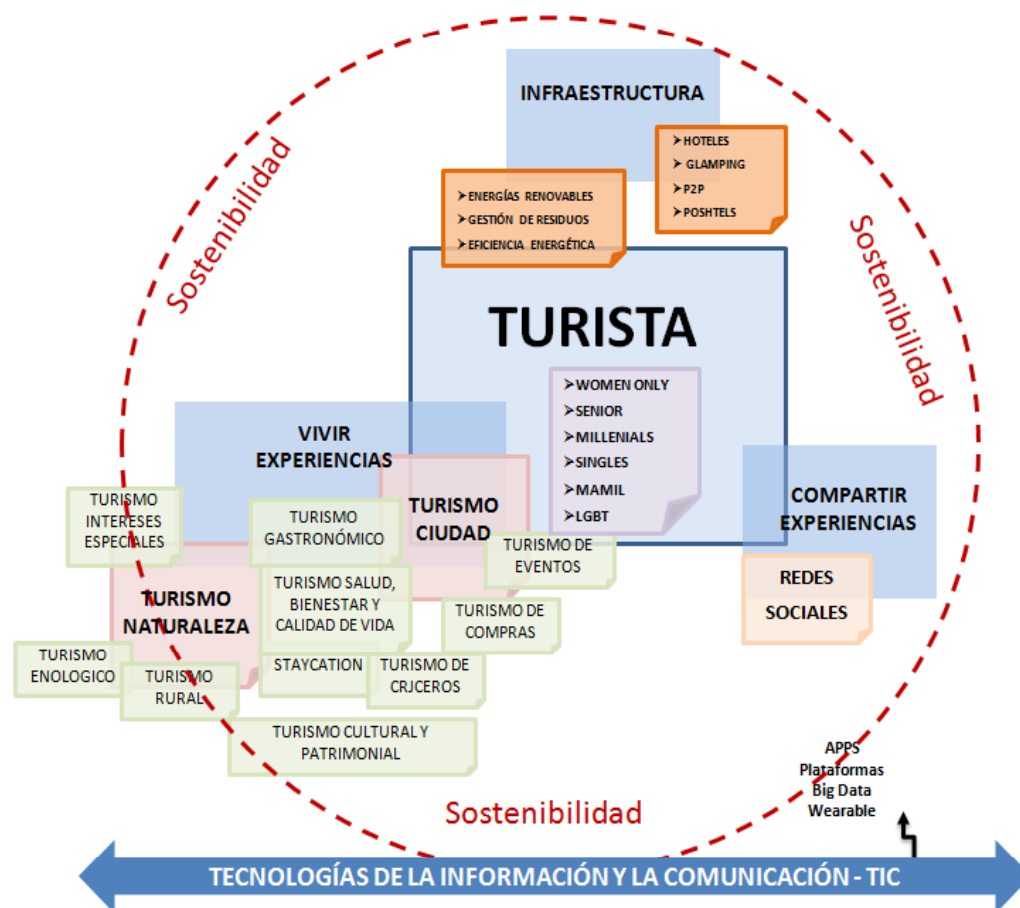 INFRAESTRUCTURA
➤HOTELES
➤ GLAMPING
➤P2P
➤POSHTELS
➤ENERGÍAS RENOVABLES
➤GESTIÓN DE RESIDUOS
➤EFICIENCIA ENERGÉTICA
Sostenibilidad
Sostenibilidad
TURISTA
➤WOMEN ONLY
➤SENIOR
➤MILLENIALS
➤SINGLES
➤MAMIL
➤LGBT
VIVIR
EXPERIENCIAS
COMPARTIR
EXPERIENCIAS
REDES
SOCIALES
TURISMO
CIUDAD
TURISMO
INTERESES
ESPECIALES
TURISMO
GASTRONÓMICO
TURISMO DE
EVENTOS
TURISMO
NATURALEZA
TURISMO SALUD,
BIENESTAR Y
CALIDAD DE VIDA
TURISMO DE
COMPRAS
TURISMO
ENOLOGICO
TURISMO
RURAL
STAYCATION
TURISMO DE
CRJCEROS
TURISMO CULTURAL Y
PATRIMONIAL
APPS
Plataformas
Big Data
Wearable
Sostenibilidad
TECNOLOGÍAS DE LA INFORMACIÓN Y LA COMUNICACIÓN - TIC